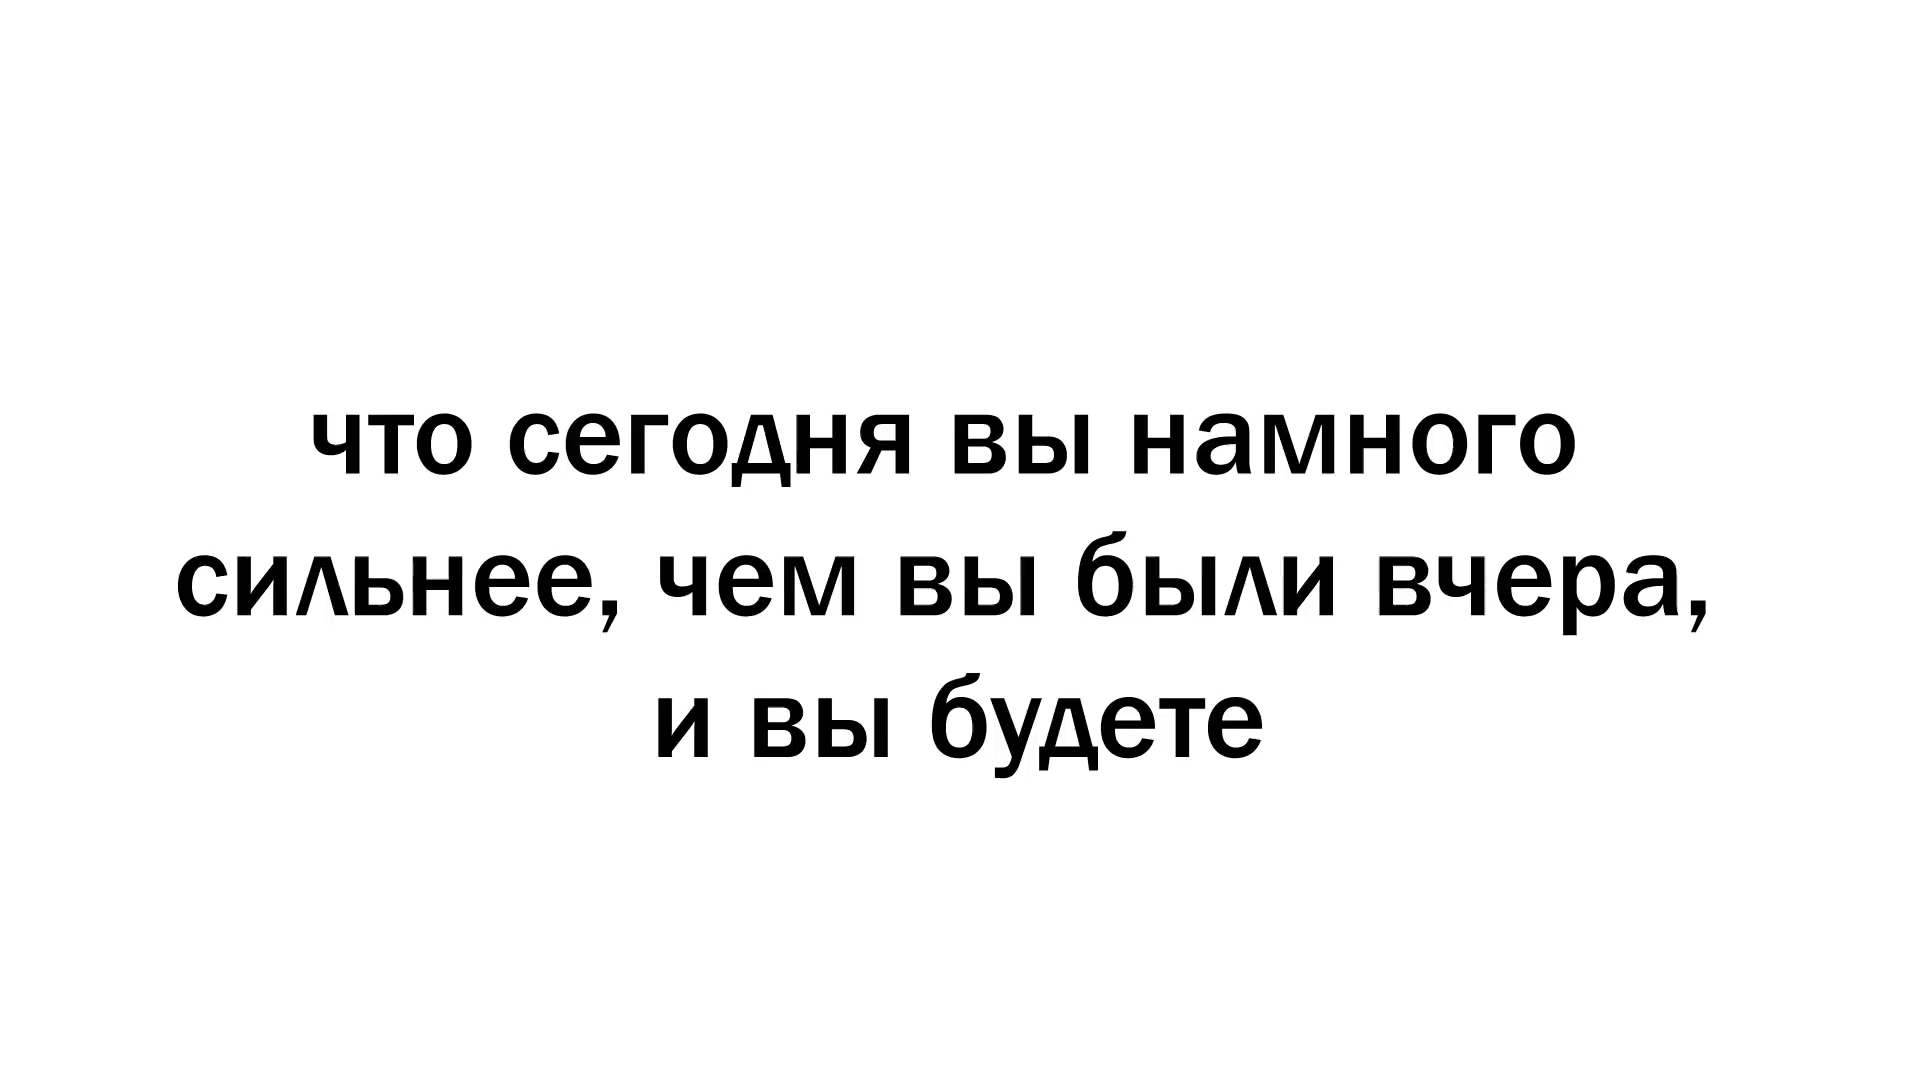 что сегодня вы намного
сильнее, чем вы были вчера,
и вы будете